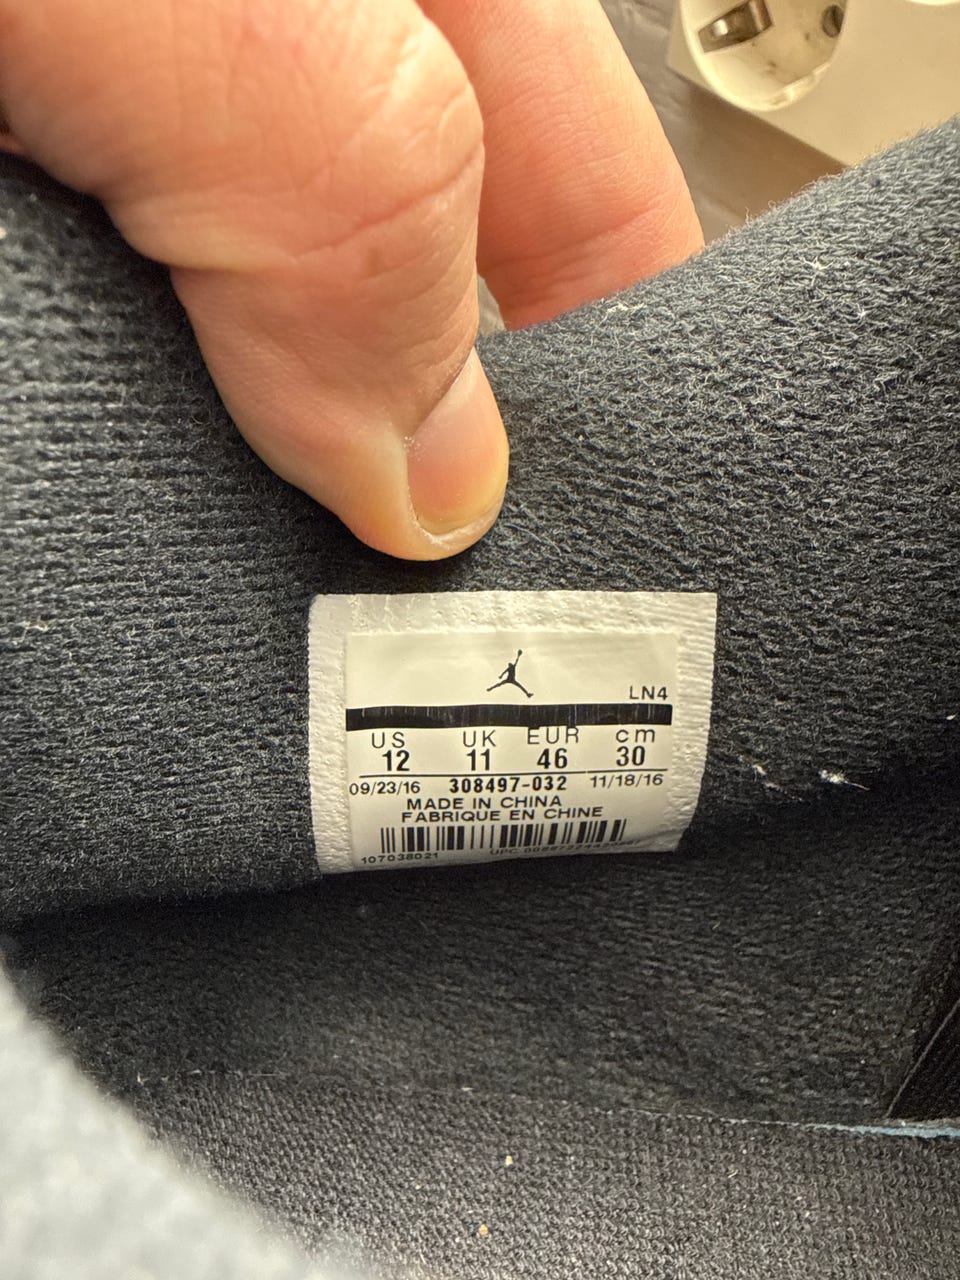 LN4
US UK EUR cm
12 11 46 30
09/23/16 308497-032 11/18/16
MADE IN CHINA
FABRIQUE EN CHINE
107038021 UPC